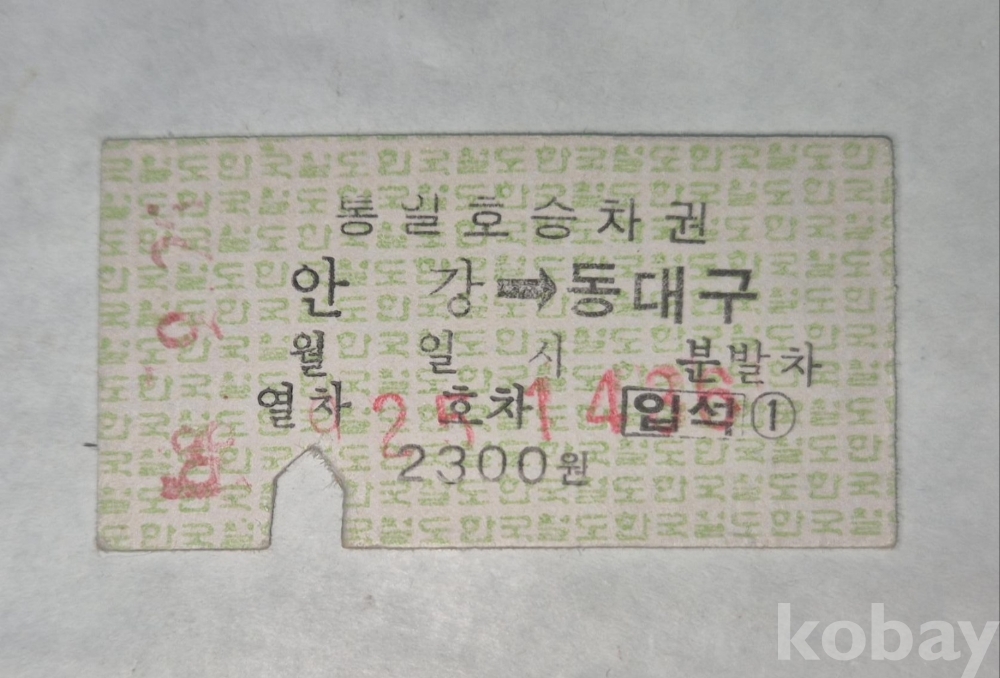 통일호승차권
안 강➡동대구
월 일 시 분발차
열차 호차 입석 ①
2300원
kobay